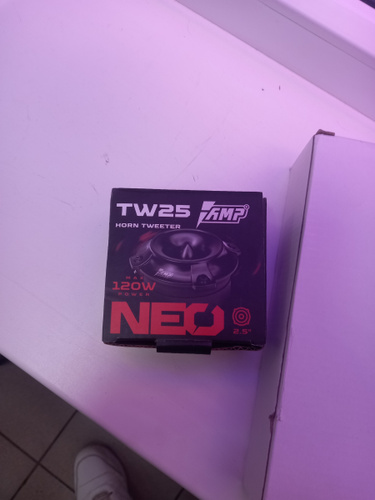 TW25 AMP
HORN TWEETER
MAX
120W
POWER
NEO
2.5"